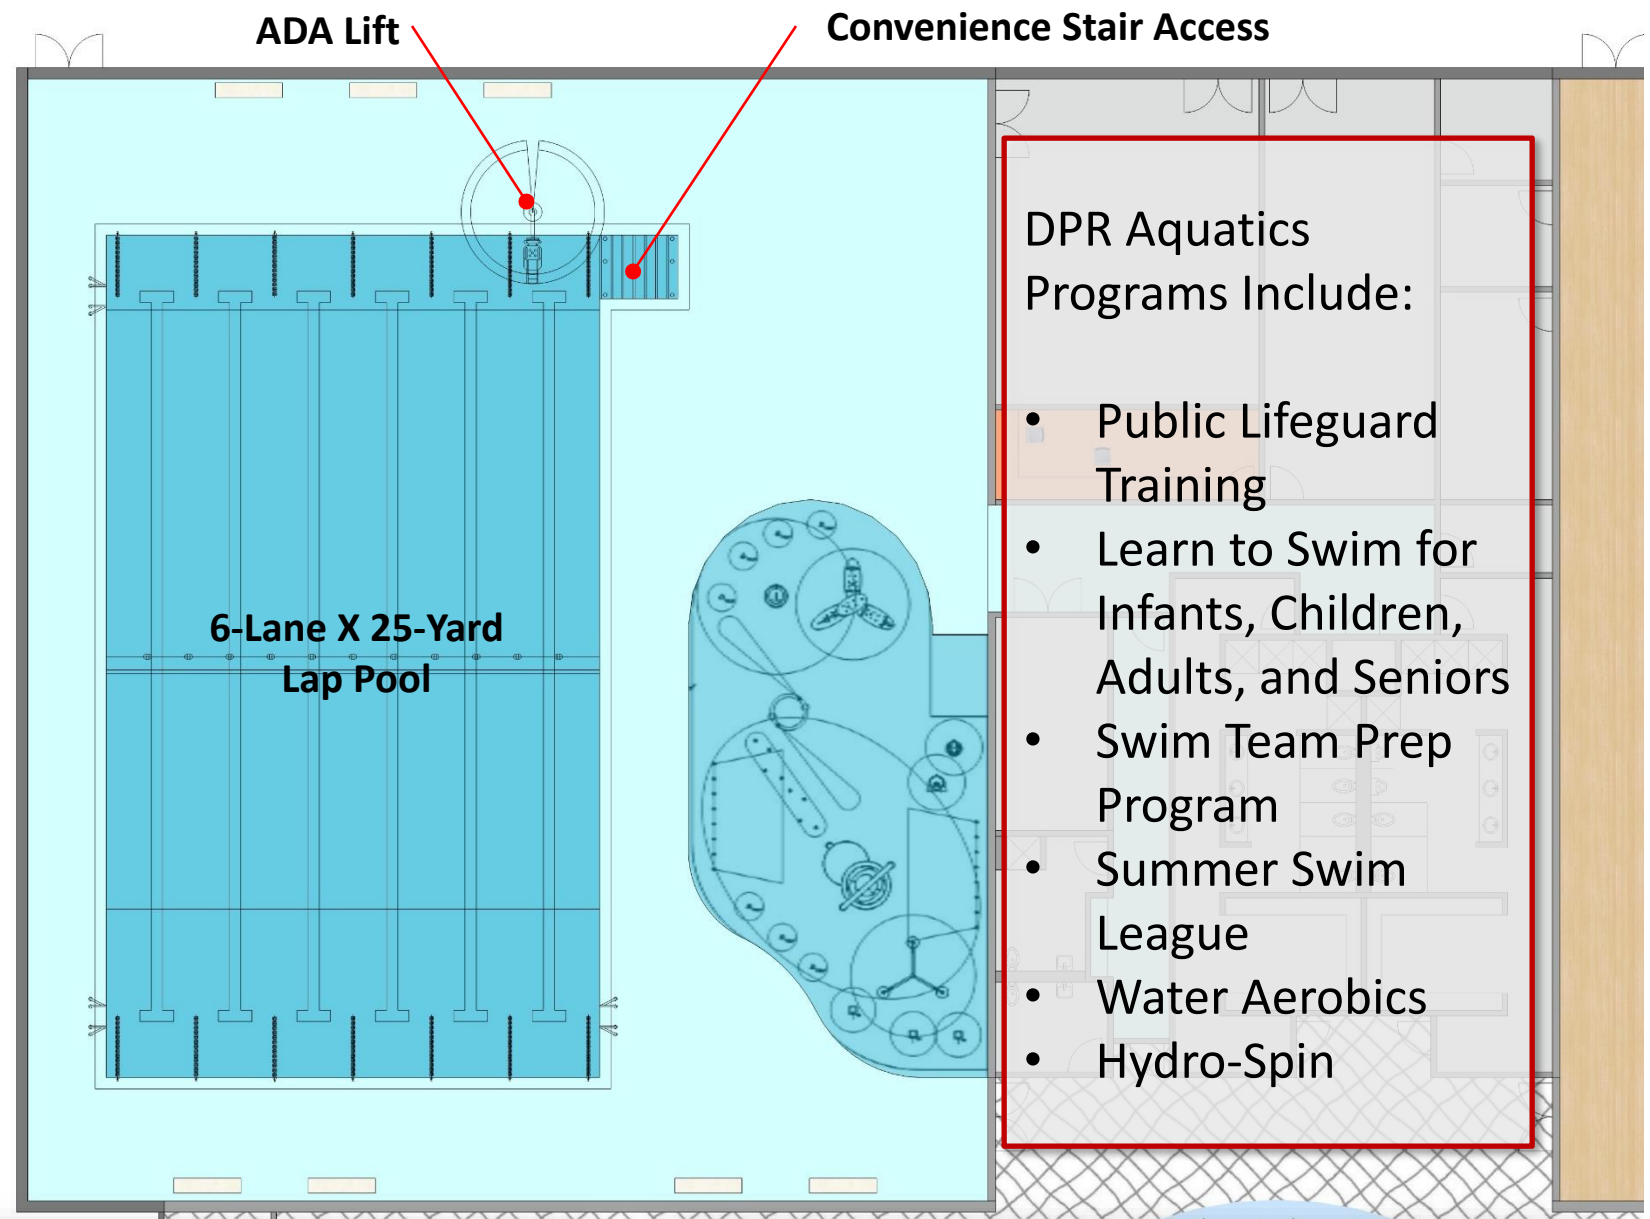 ADA Lift
Convenience Stair Access
6-Lane X 25-Yard
Lap Pool
DPR Aquatics
Programs Include:
• Public Lifeguard
Training
• Learn to Swim for
Infants, Children,
Adults, and Seniors
• Swim Team Prep
Program
• Summer Swim
League
• Water Aerobics
• Hydro-Spin